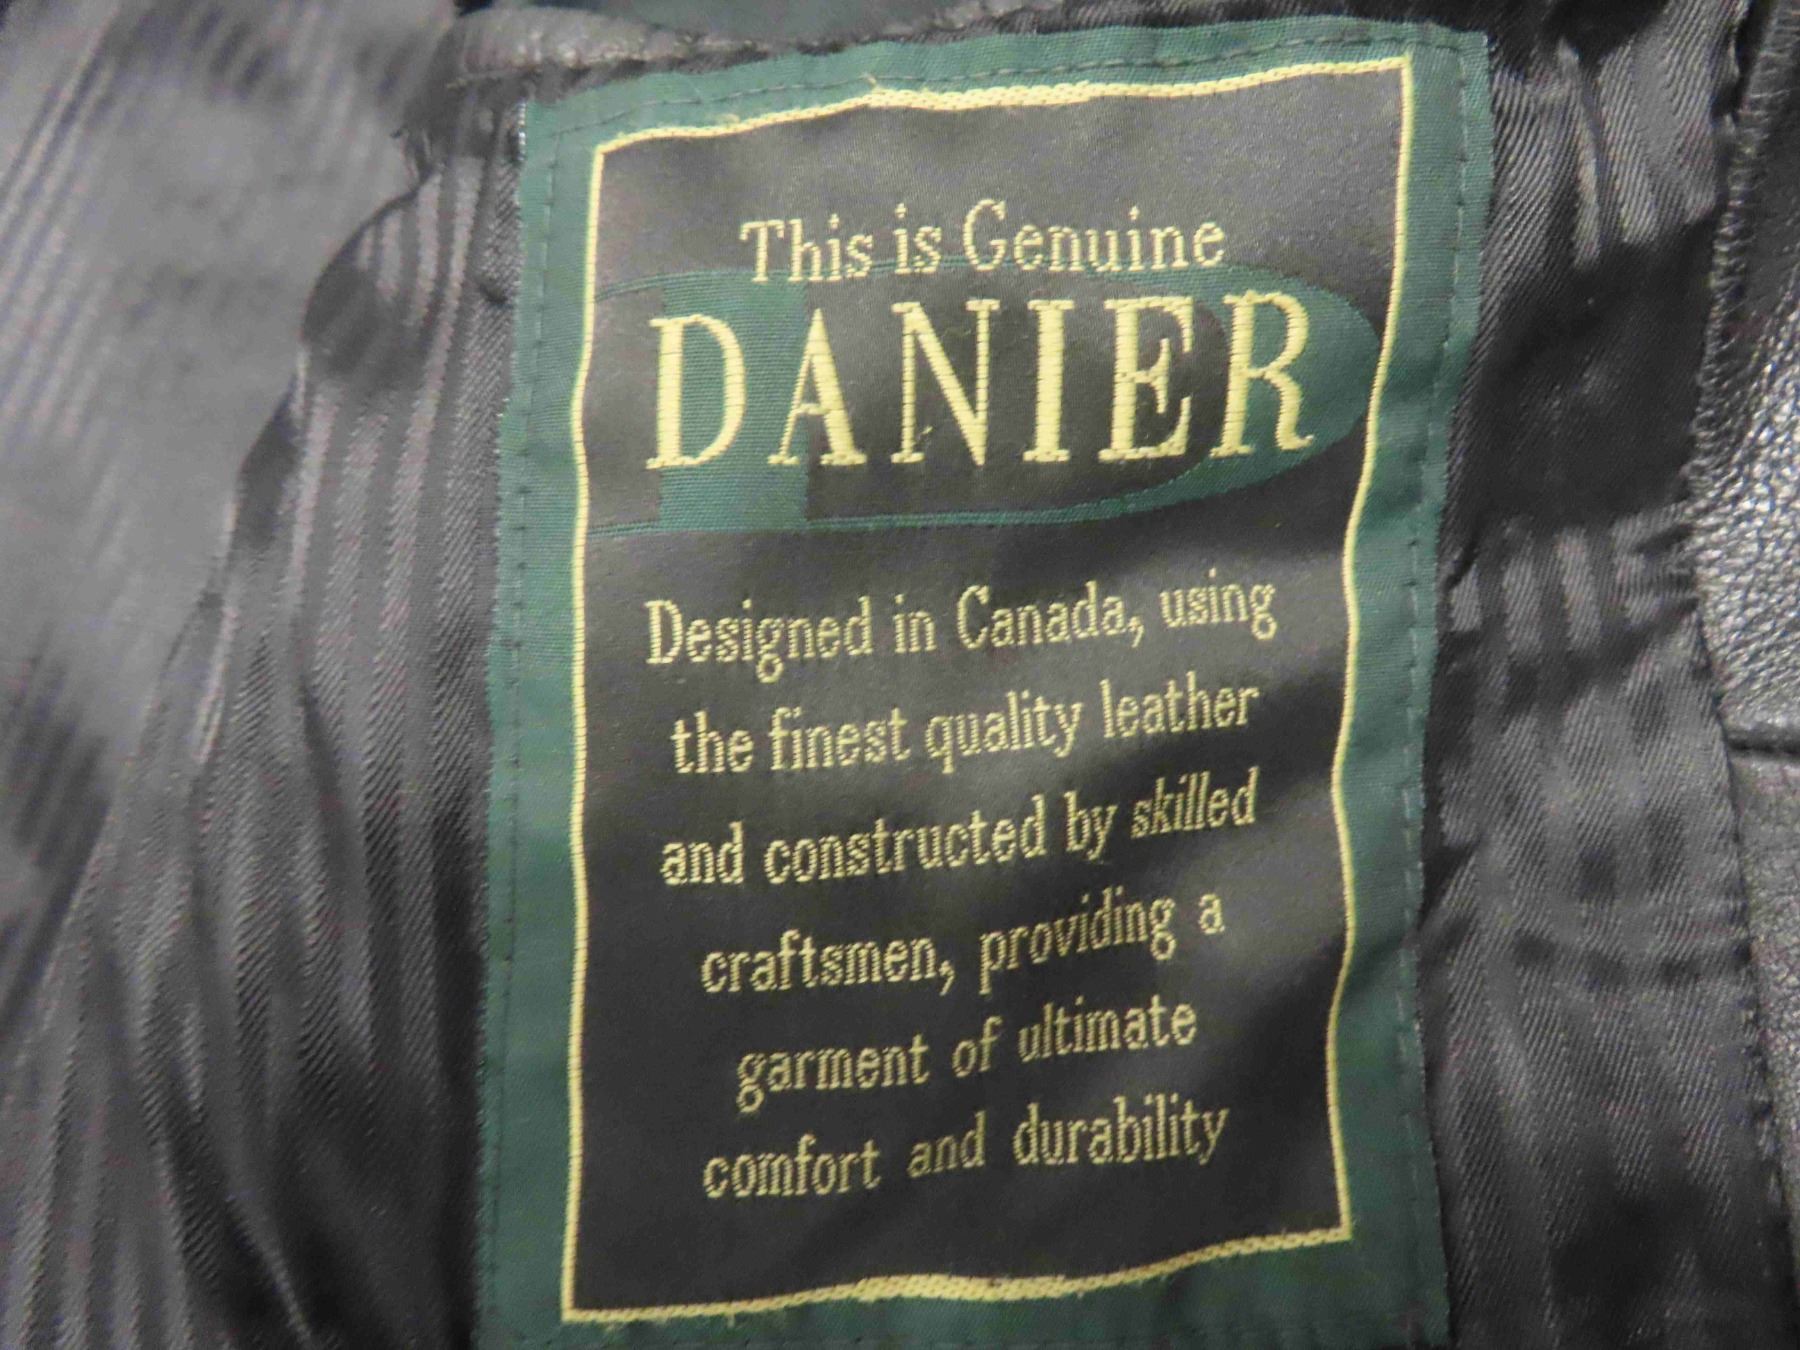 This is Genuine
DANIER
Designed in Canada, using
the finest quality leather
and constructed by skilled
craftsmen, providing a
garment of ultimate
comfort and durability